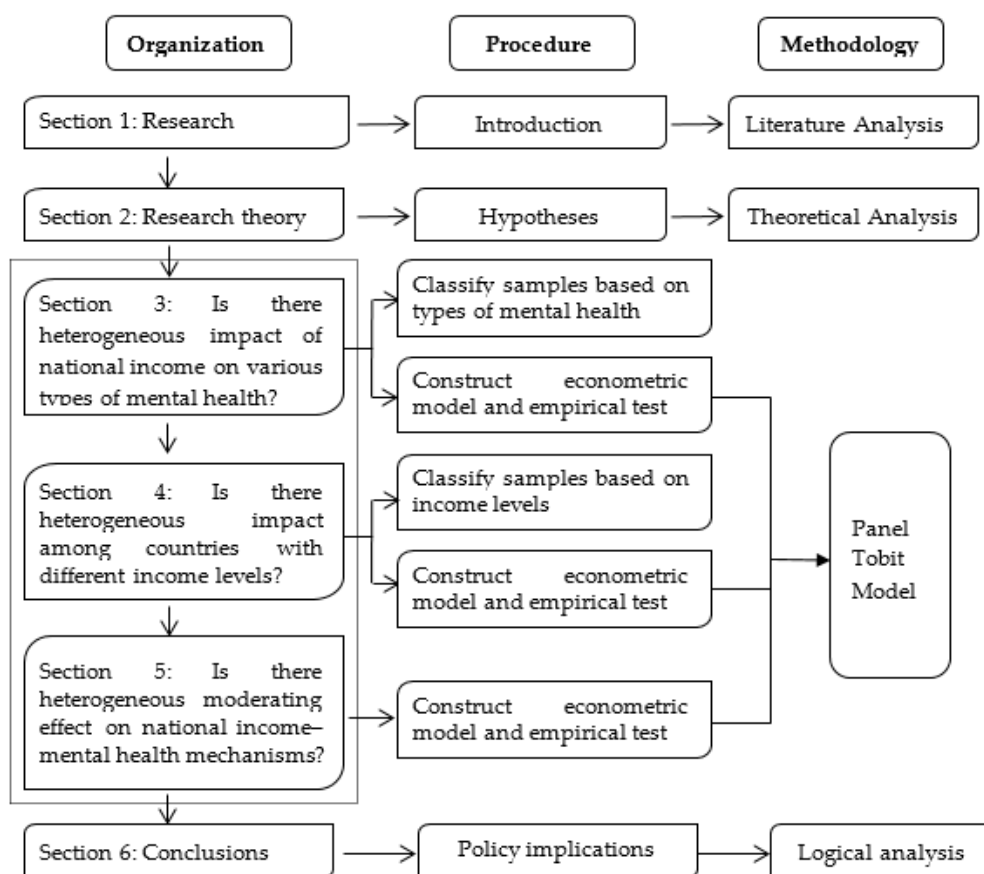 Organization
Procedure
Methodology
Section 1: Research
Introduction
Literature Analysis
Section 2: Research theory
Hypotheses
Theoretical Analysis
Section 3: Is there
heterogeneous impact of
national income on various
types of mental health?
Classify samples based on
types of mental health
Construct econometric
model and empirical test
Section 4: Is there
heterogeneous impact
among countries with
different income levels?
Classify samples based on
income levels
Construct econometric
model and empirical test
Section 5: Is there
heterogeneous moderating
effect on national income–
mental health mechanisms?
Construct econometric
model and empirical test
Panel
Tobit
Model
Section 6: Conclusions
Policy implications
Logical analysis